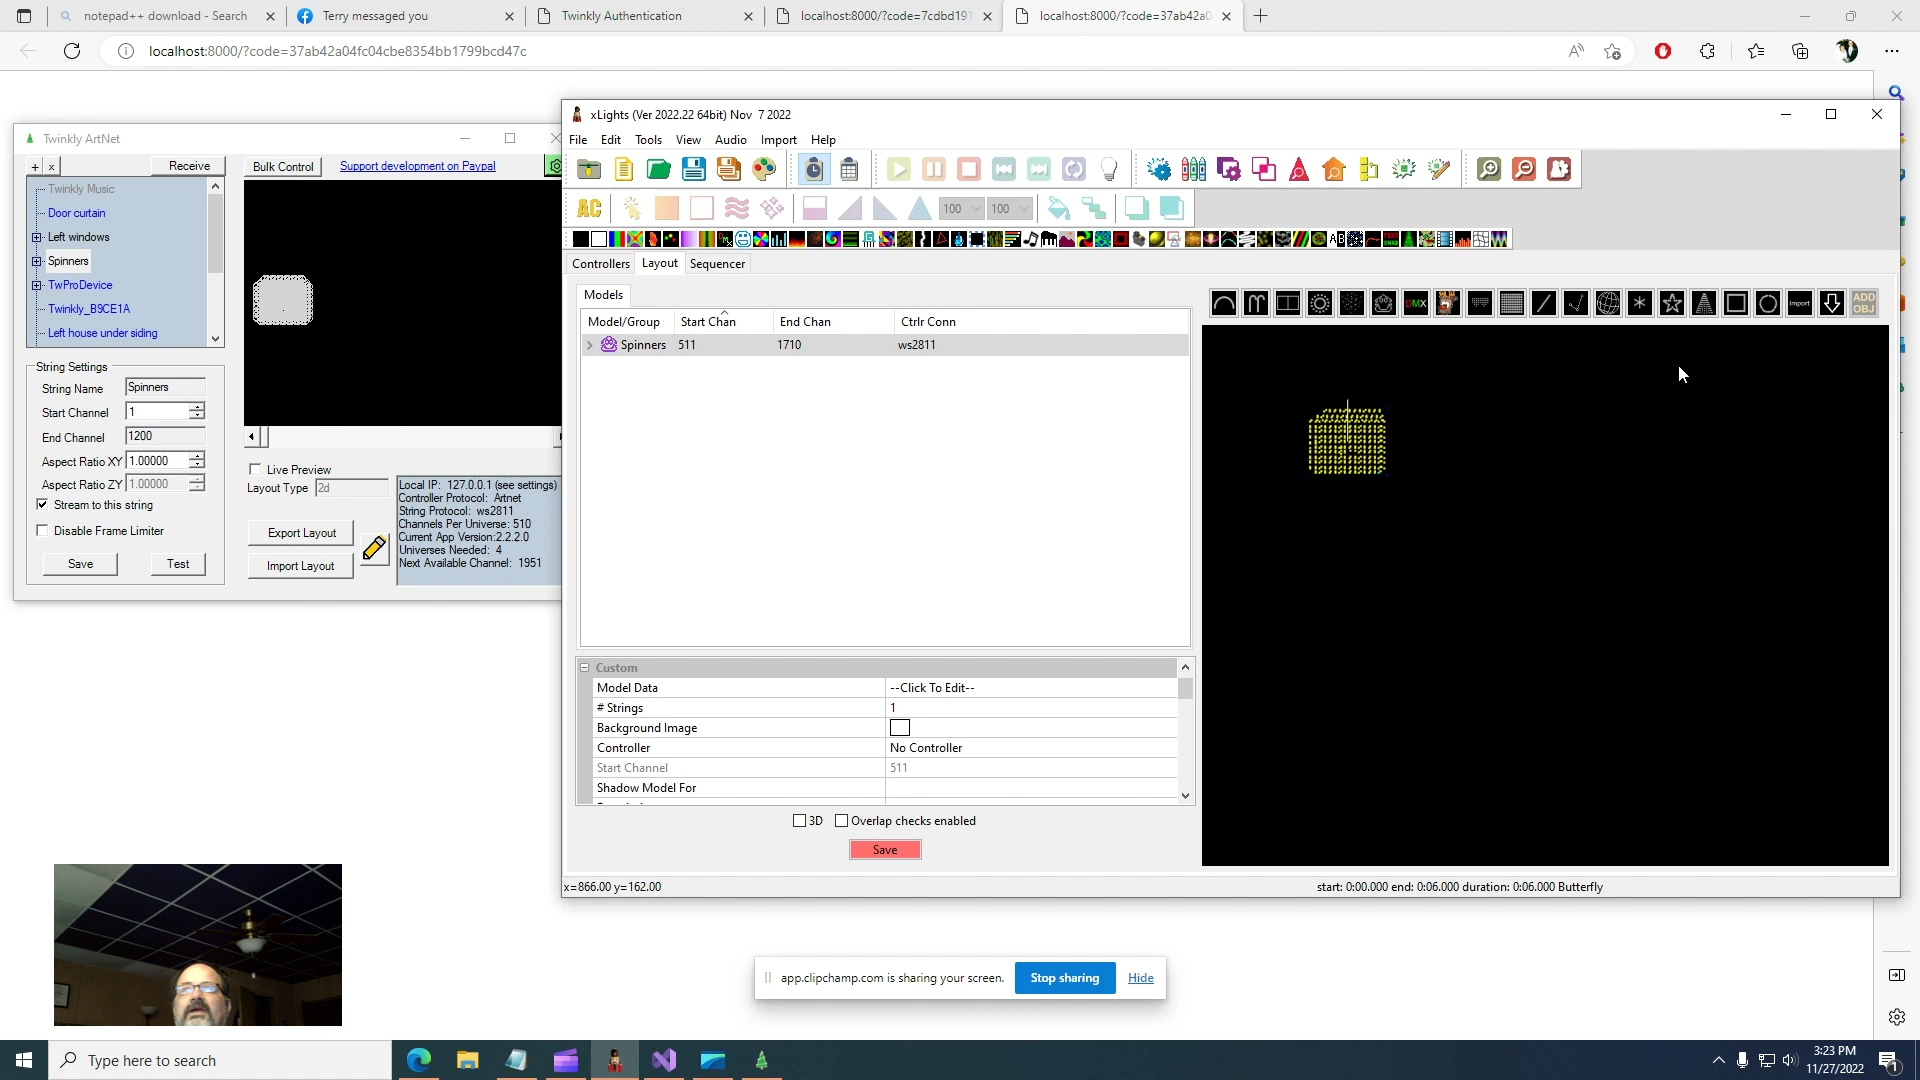 notepad++ download - Search
Terry messaged you
Twinkly Authentication
localhost:8000/?code=7cdbd191
localhost:8000/?code=37ab42a0
localhost:8000/?code=37ab42a04fc04cbe8354bb1799bcd47c
Twinkly ArtNet
+ x Receive Bulk Control Support development on Paypal
Twinkly Music
Door curtain
Left windows
Spinners
TwProDevice
Twinkly_B9CE1A
Left house under siding
String Settings
String Name Spinners
Start Channel 1
End Channel 1200
Aspect Ratio XY 1.00000
Aspect Ratio ZY 1.00000
Stream to this string
Disable Frame Limiter
Save Test
Live Preview
Layout Type 2d
Export Layout
Import Layout
Local IP: 127.0.0.1 (see settings)
Controller Protocol: Artnet
String Protocol: ws2811
Channels Per Universe: 510
Current App Version:2.2.2.0
Universes Needed: 4
Next Available Channel: 1951
xLights (Ver 2022.22 64bit) Nov 7 2022
File Edit Tools View Audio Import Help
AC 100 100
Controllers Layout Sequencer
Models
DMX Import ADD OBJ
Model/Group Start Chan End Chan Ctrlr Conn
Spinners 511 1710 ws2811
Custom
Model Data --Click To Edit--
# Strings 1
Background Image
Controller No Controller
Start Channel 511
Shadow Model For
3D Overlap checks enabled
Save
x=866.00 y=162.00 start: 0:00.000 end: 0:06.000 duration: 0:06.000 Butterfly
app.clipchamp.com is sharing your screen. Stop sharing Hide
Type here to search
3:23 PM
11/27/2022
1